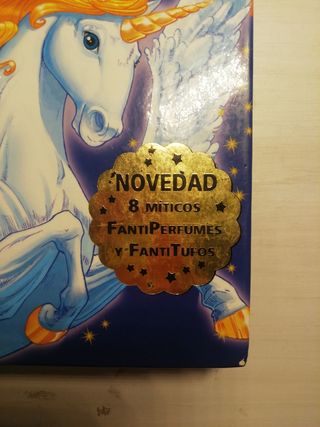 NOVEDAD
8 MÍTICOS
FANTIPERFUMES
Y FANTITUFOS